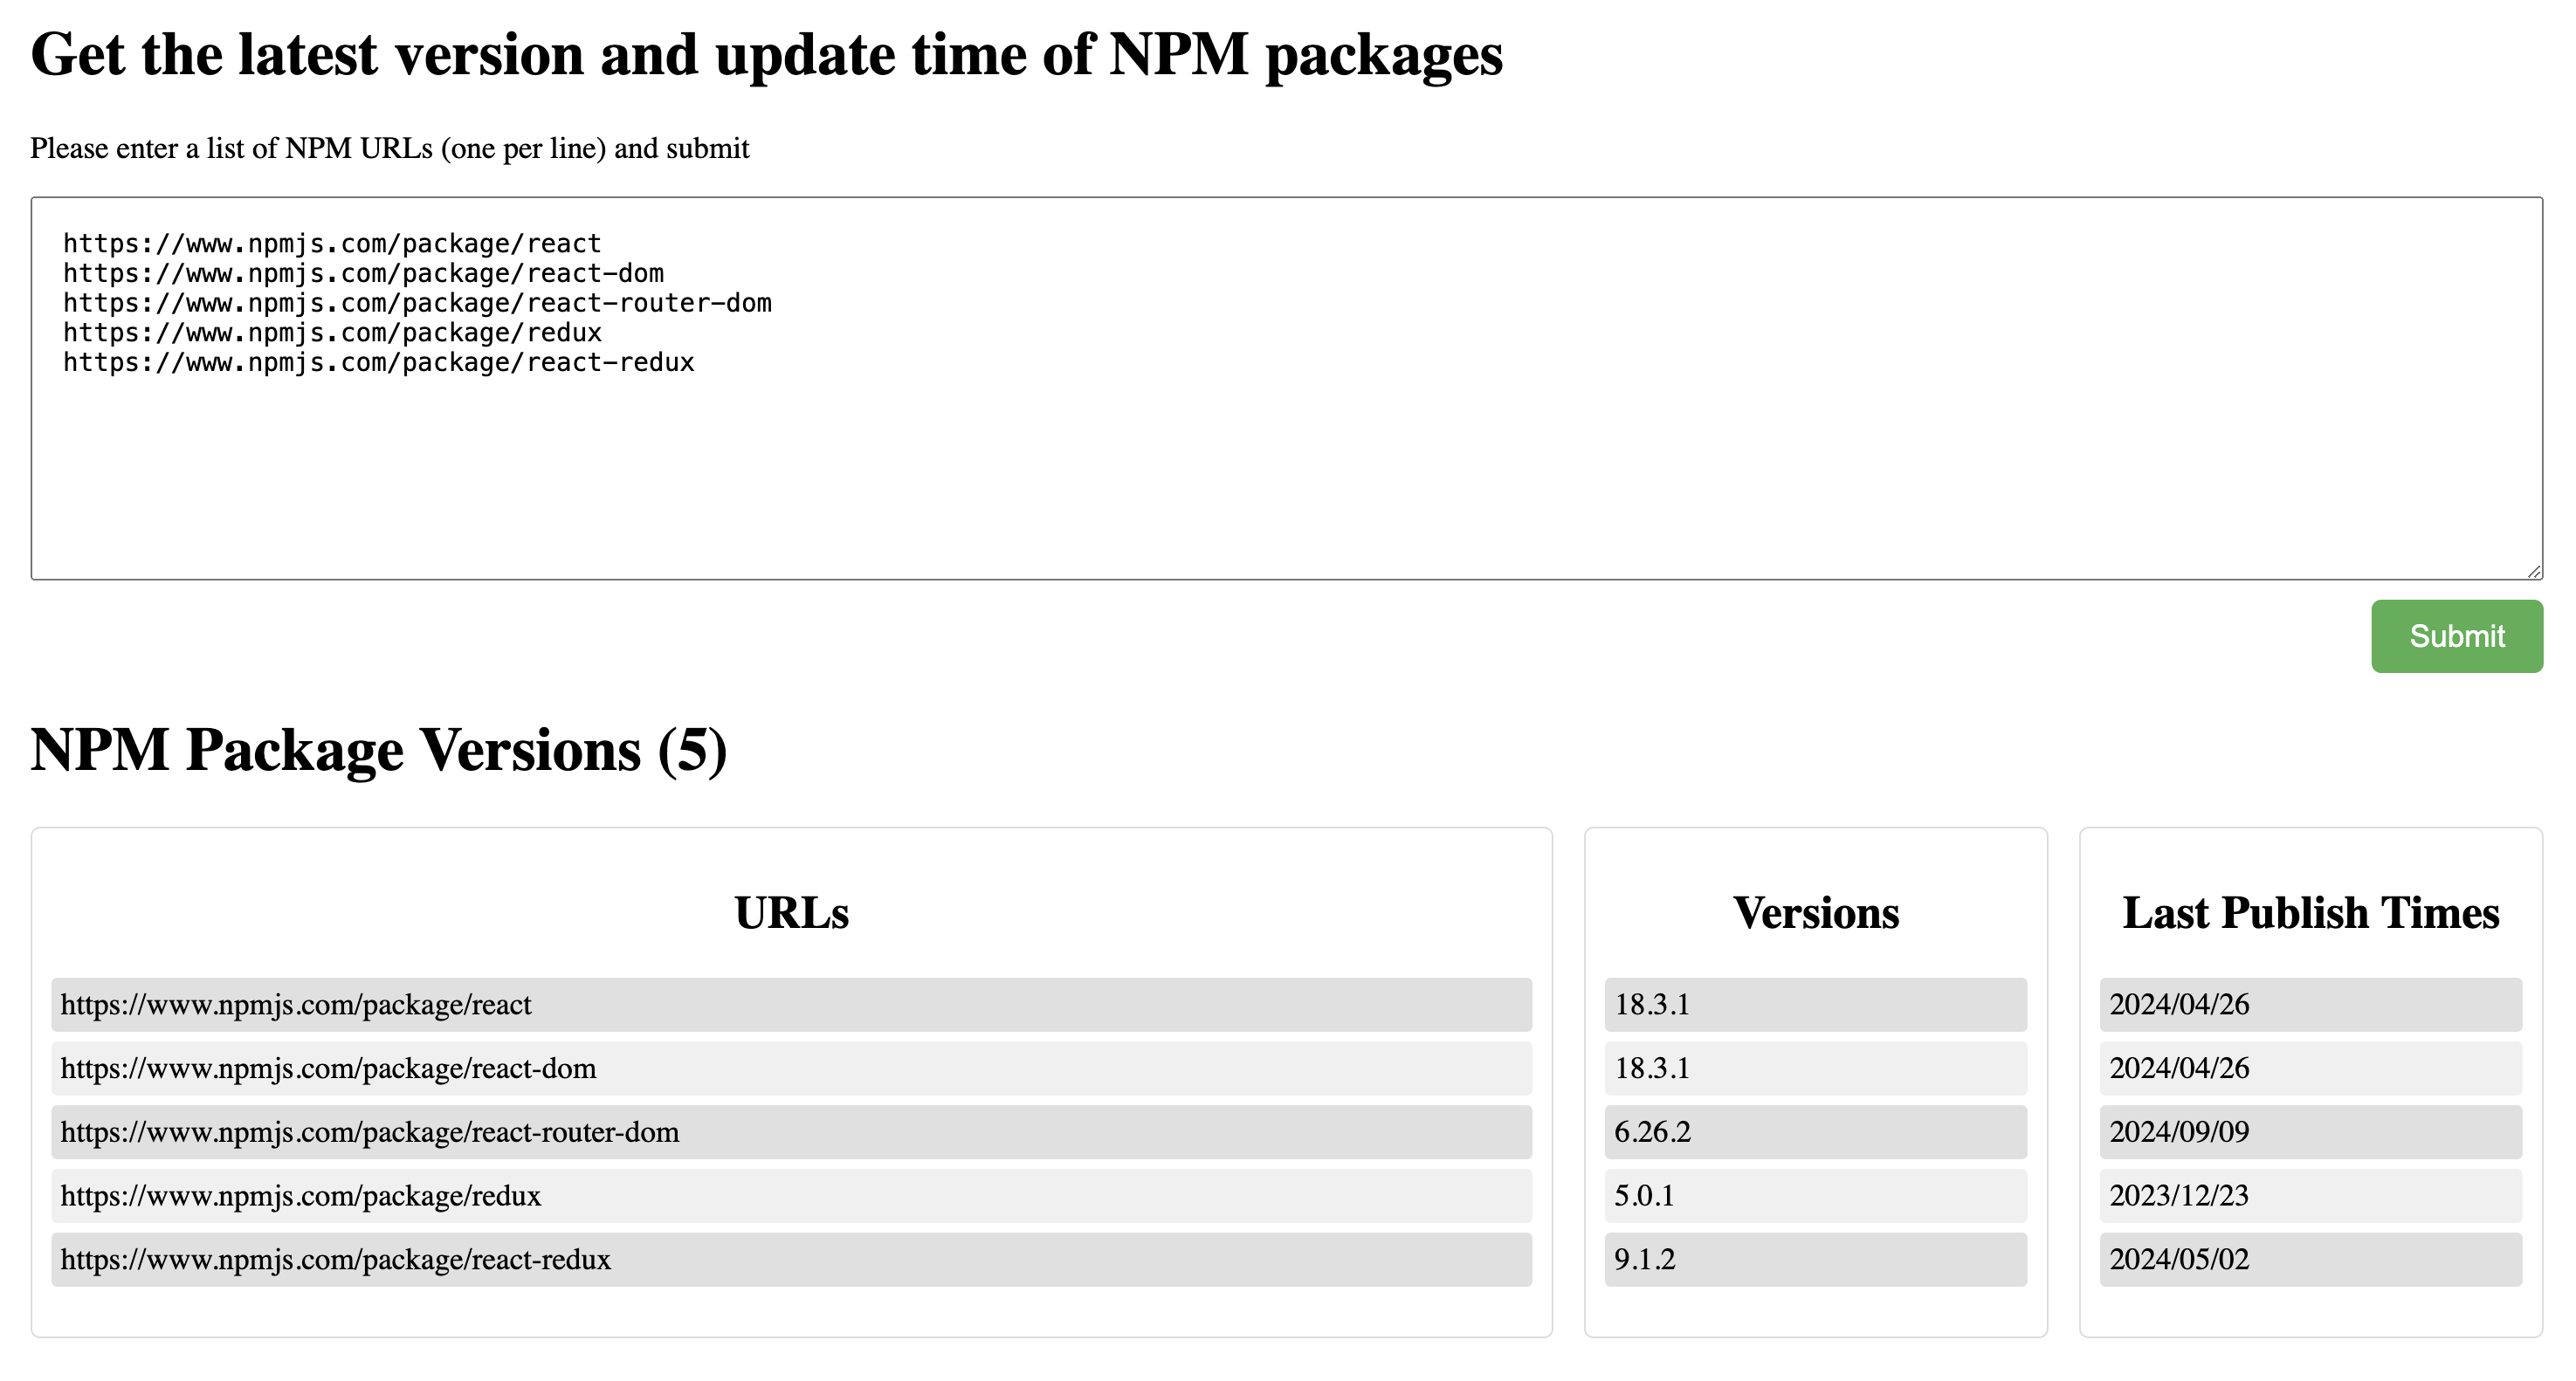 Get the latest version and update time of NPM packages
Please enter a list of NPM URLs (one per line) and submit
https://www.npmjs.com/package/react
https://www.npmjs.com/package/react-dom
https://www.npmjs.com/package/react-router-dom
https://www.npmjs.com/package/redux
https://www.npmjs.com/package/react-redux
Submit
NPM Package Versions (5)
URLs
https://www.npmjs.com/package/react
https://www.npmjs.com/package/react-dom
https://www.npmjs.com/package/react-router-dom
https://www.npmjs.com/package/redux
https://www.npmjs.com/package/react-redux
Versions
18.3.1
18.3.1
6.26.2
5.0.1
9.1.2
Last Publish Times
2024/04/26
2024/04/26
2024/09/09
2023/12/23
2024/05/02